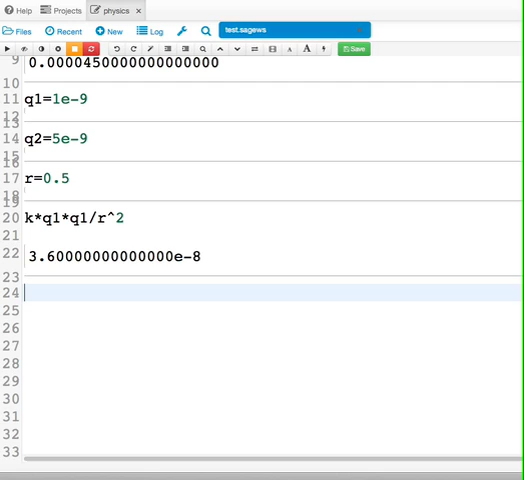 Help Projects physics ×
Files Recent New Log
test.sagews
A A Save
9 0.0000450000000000000
10
11 q1=1e-9
12
13
14 q2=5e-9
15
16
17 r=0.5
18
19
20 k*q1*q1/r^2
21
22 3.60000000000000e-8
23
24
25
26
27
28
29
30
31
32
33